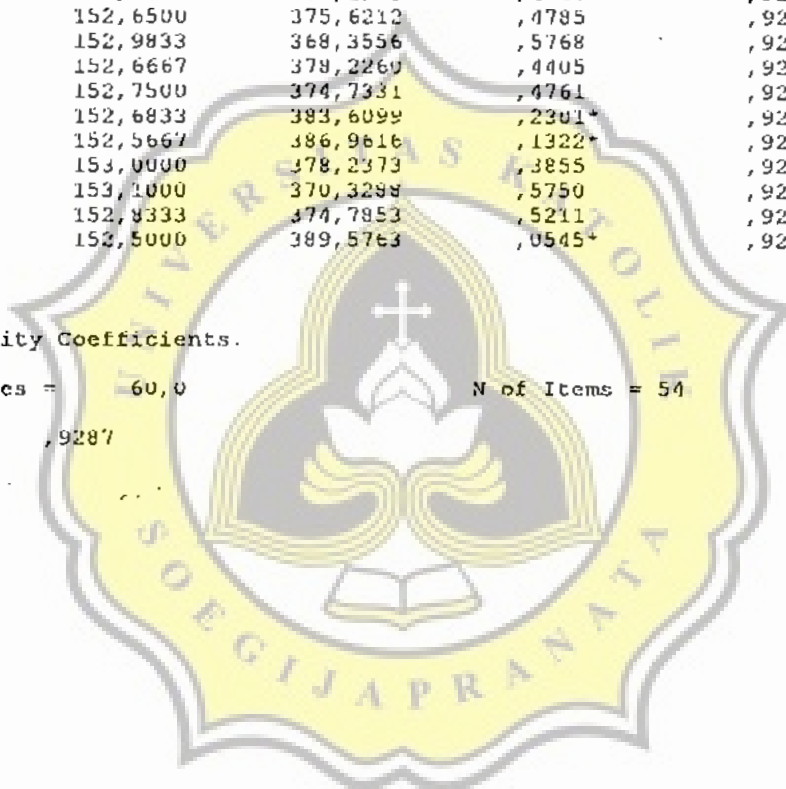 152,6500 375,6212 ,4785 ,92
152,9833 368,3556 ,5768 ,92
152,6667 378,2260 ,4405 ,92
152,7500 374,7331 ,4761 ,92
152,6833 383,6099 ,2301* ,92
152,5667 386,9616 ,1322* ,92
153,0000 378,2373 ,3855 ,92
153,1000 370,3288 ,5750 ,92
152,8333 374,7853 ,5211 ,92
152,5000 389,5763 ,0545* ,92
ity Coefficients.
es = 60,0 N of Items = 54
,9287
UNIVERSITAS KATOLIK
SOEGIJAPRANATA